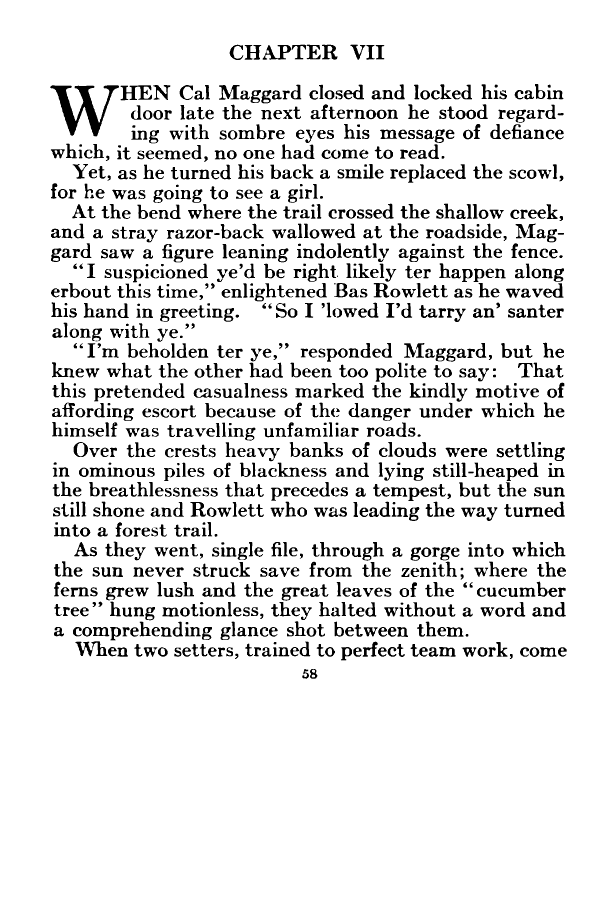 CHAPTER VII
WHEN Cal Maggard closed and locked his cabin
door late the next afternoon he stood regard-
ing with sombre eyes his message of defiance
which, it seemed, no one had come to read.
Yet, as he turned his back a smile replaced the scowl,
for he was going to see a girl.
At the bend where the trail crossed the shallow creek,
and a stray razor-back wallowed at the roadside, Mag-
gard saw a figure leaning indolently against the fence.
"I suspicioned ye'd be right likely ter happen along
erbout this time," enlightened Bas Rowlett as he waved
his hand in greeting. "So I 'lowed I'd tarry an' santer
along with ye."
"I'm beholden ter ye," responded Maggard, but he
knew what the other had been too polite to say: That
this pretended casualness marked the kindly motive of
affording escort because of the danger under which he
himself was travelling unfamiliar roads.
Over the crests heavy banks of clouds were settling
in ominous piles of blackness and lying still-heaped in
the breathlessness that precedes a tempest, but the sun
still shone and Rowlett who was leading the way turned
into a forest trail.
As they went, single file, through a gorge into which
the sun never struck save from the zenith; where the
ferns grew lush and the great leaves of the "cucumber
tree" hung motionless, they halted without a word and
a comprehending glance shot between them.
When two setters, trained to perfect team work, come
58